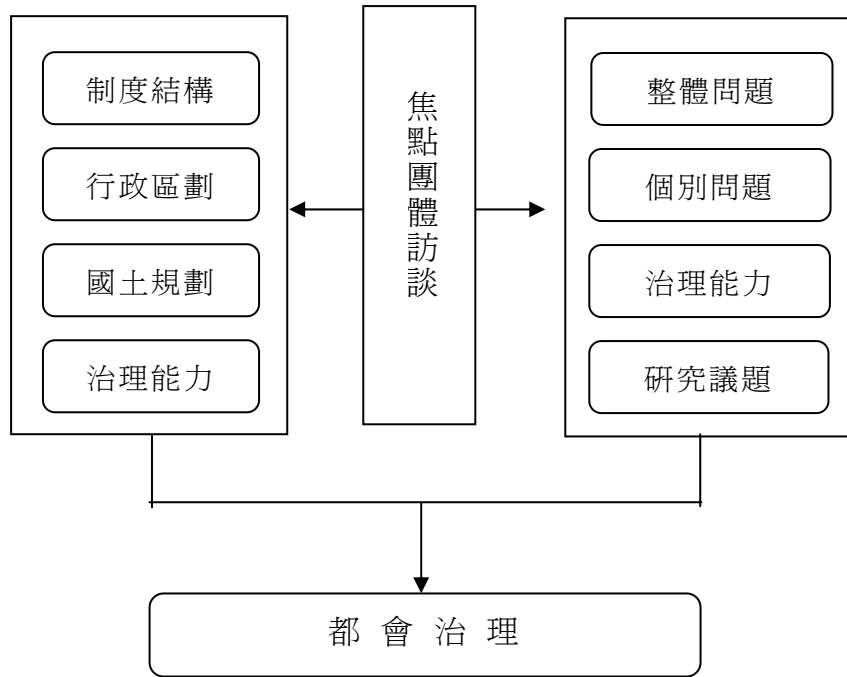 制度結構
行政區劃
國土規劃
治理能力
焦點團體訪談
整體問題
個別問題
治理能力
研究議題
都會治理